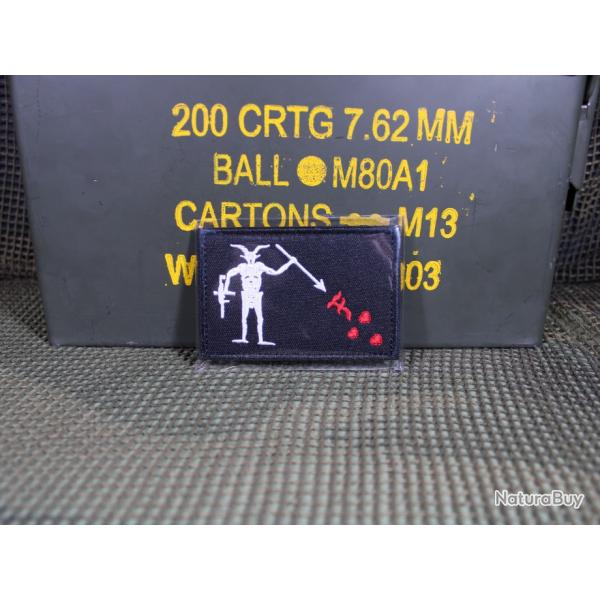 200 CRTG 7.62 MM
BALL M80A1
CARTONS M13
NaturaBuy